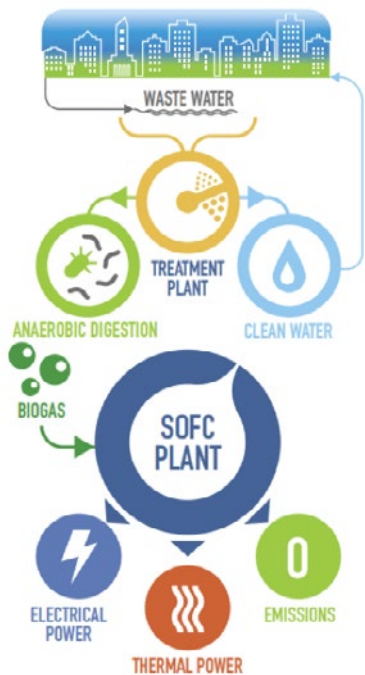 WASTE WATER
TREATMENT
PLANT
ANAEROBIC DIGESTION
CLEAN WATER
BIOGAS
SOFC
PLANT
0
ELECTRICAL
POWER
EMISSIONS
THERMAL POWER